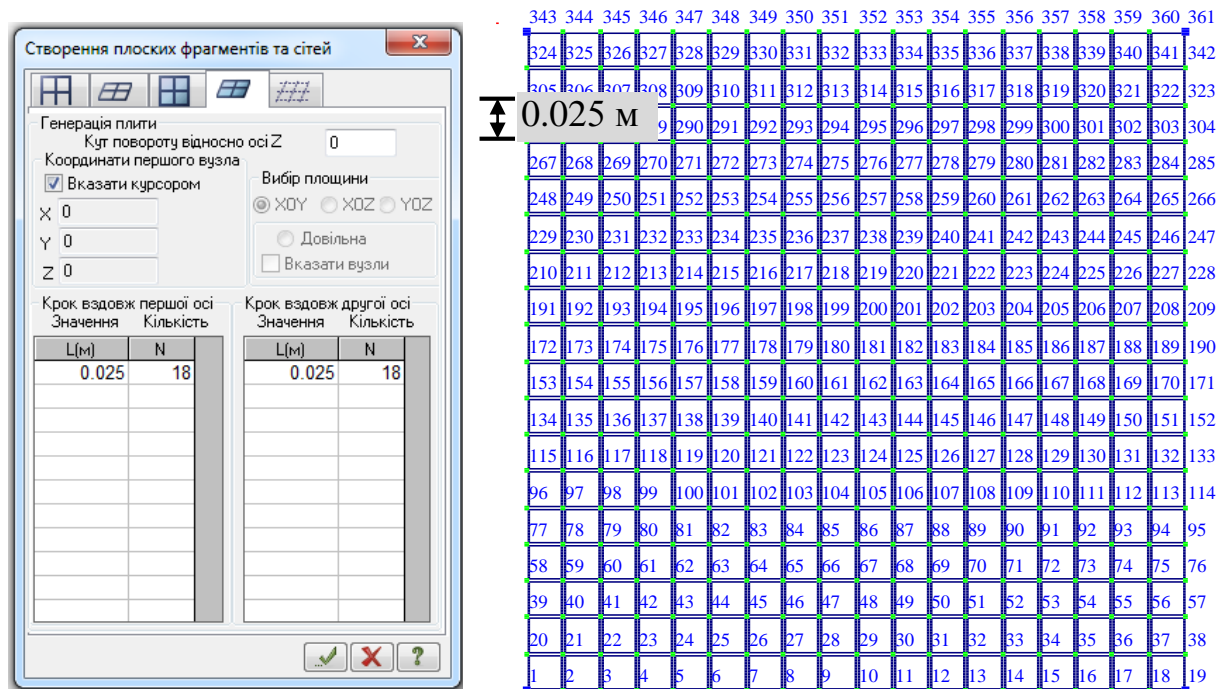 Створення плоских фрагментів та сітей
Генерація плити
Кут повороту відносно осі Z 0
Координати першого вузла
Вказати курсором
X 0
Y 0
Z 0
Вибір площини
XOY XOZ YOZ
Довільна
Вказати вузли
Крок вздовж першої осі
Значення Кількість
L(м) N
0.025 18
Крок вздовж другої осі
Значення Кількість
L(м) N
0.025 18
?
343 344 345 346 347 348 349 350 351 352 353 354 355 356 357 358 359 360 361
324 325 326 327 328 329 330 331 332 333 334 335 336 337 338 339 340 341 342
305 306 307 308 309 310 311 312 313 314 315 316 317 318 319 320 321 322 323
0.025 м
9 290 291 292 293 294 295 296 297 298 299 300 301 302 303 304
267 268 269 270 271 272 273 274 275 276 277 278 279 280 281 282 283 284 285
248 249 250 251 252 253 254 255 256 257 258 259 260 261 262 263 264 265 266
229 230 231 232 233 234 235 236 237 238 239 240 241 242 243 244 245 246 247
210 211 212 213 214 215 216 217 218 219 220 221 222 223 224 225 226 227 228
191 192 193 194 195 196 197 198 199 200 201 202 203 204 205 206 207 208 209
172 173 174 175 176 177 178 179 180 181 182 183 184 185 186 187 188 189 190
153 154 155 156 157 158 159 160 161 162 163 164 165 166 167 168 169 170 171
134 135 136 137 138 139 140 141 142 143 144 145 146 147 148 149 150 151 152
115 116 117 118 119 120 121 122 123 124 125 126 127 128 129 130 131 132 133
96 97 98 99 100 101 102 103 104 105 106 107 108 109 110 111 112 113 114
77 78 79 80 81 82 83 84 85 86 87 88 89 90 91 92 93 94 95
58 59 60 61 62 63 64 65 66 67 68 69 70 71 72 73 74 75 76
39 40 41 42 43 44 45 46 47 48 49 50 51 52 53 54 55 56 57
20 21 22 23 24 25 26 27 28 29 30 31 32 33 34 35 36 37 38
1 2 3 4 5 6 7 8 9 10 11 12 13 14 15 16 17 18 19